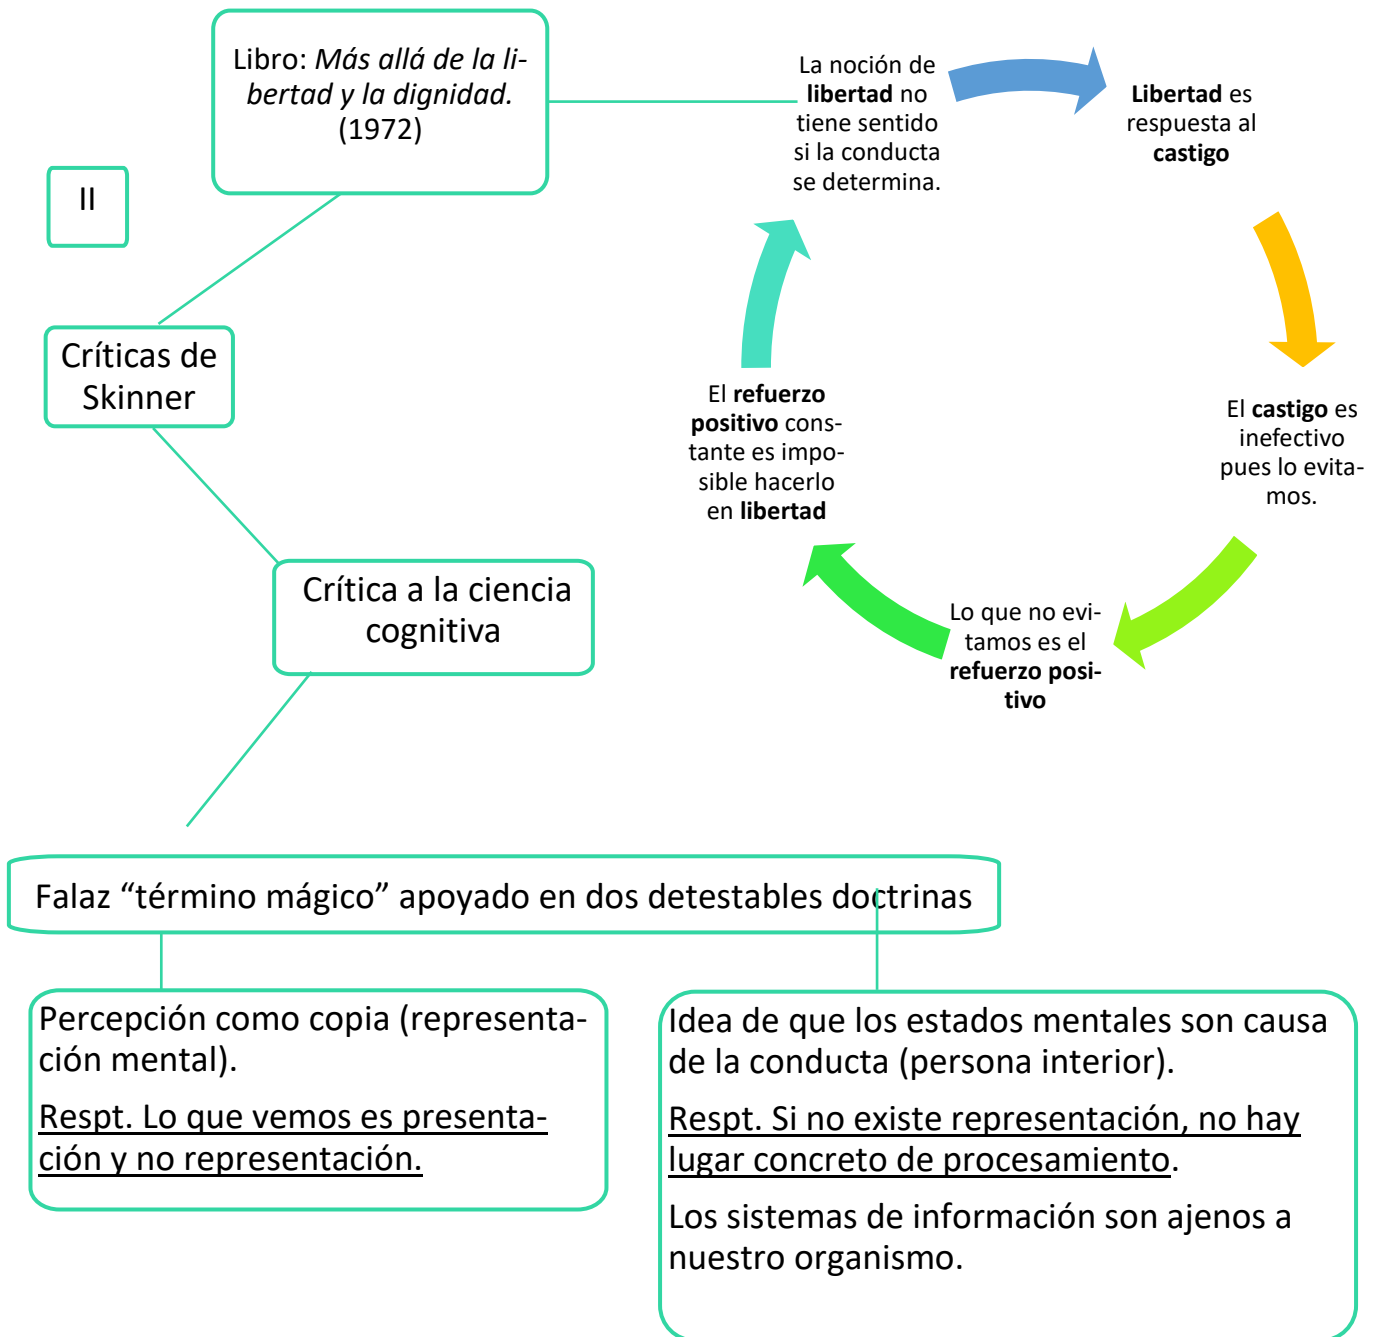 Libro: Más allá de la li-
bertad y la dignidad.
(1972)
II
Críticas de
Skinner
La noción de
libertad no
tiene sentido
si la conducta
se determina.
Libertad es
respuesta al
castigo
El castigo es
inefectivo
pues lo evita-
mos.
Lo que no evi-
tamos es el
refuerzo posi-
tivo
El refuerzo
positivo cons-
tante es impo-
sible hacerlo
en libertad
Crítica a la ciencia
cognitiva
Falaz “término mágico” apoyado en dos detestables doctrinas
Percepción como copia (representa-
ción mental).
Respt. Lo que vemos es presenta-
ción y no representación.
Idea de que los estados mentales son causa
de la conducta (persona interior).
Respt. Si no existe representación, no hay
lugar concreto de procesamiento.
Los sistemas de información son ajenos a
nuestro organismo.